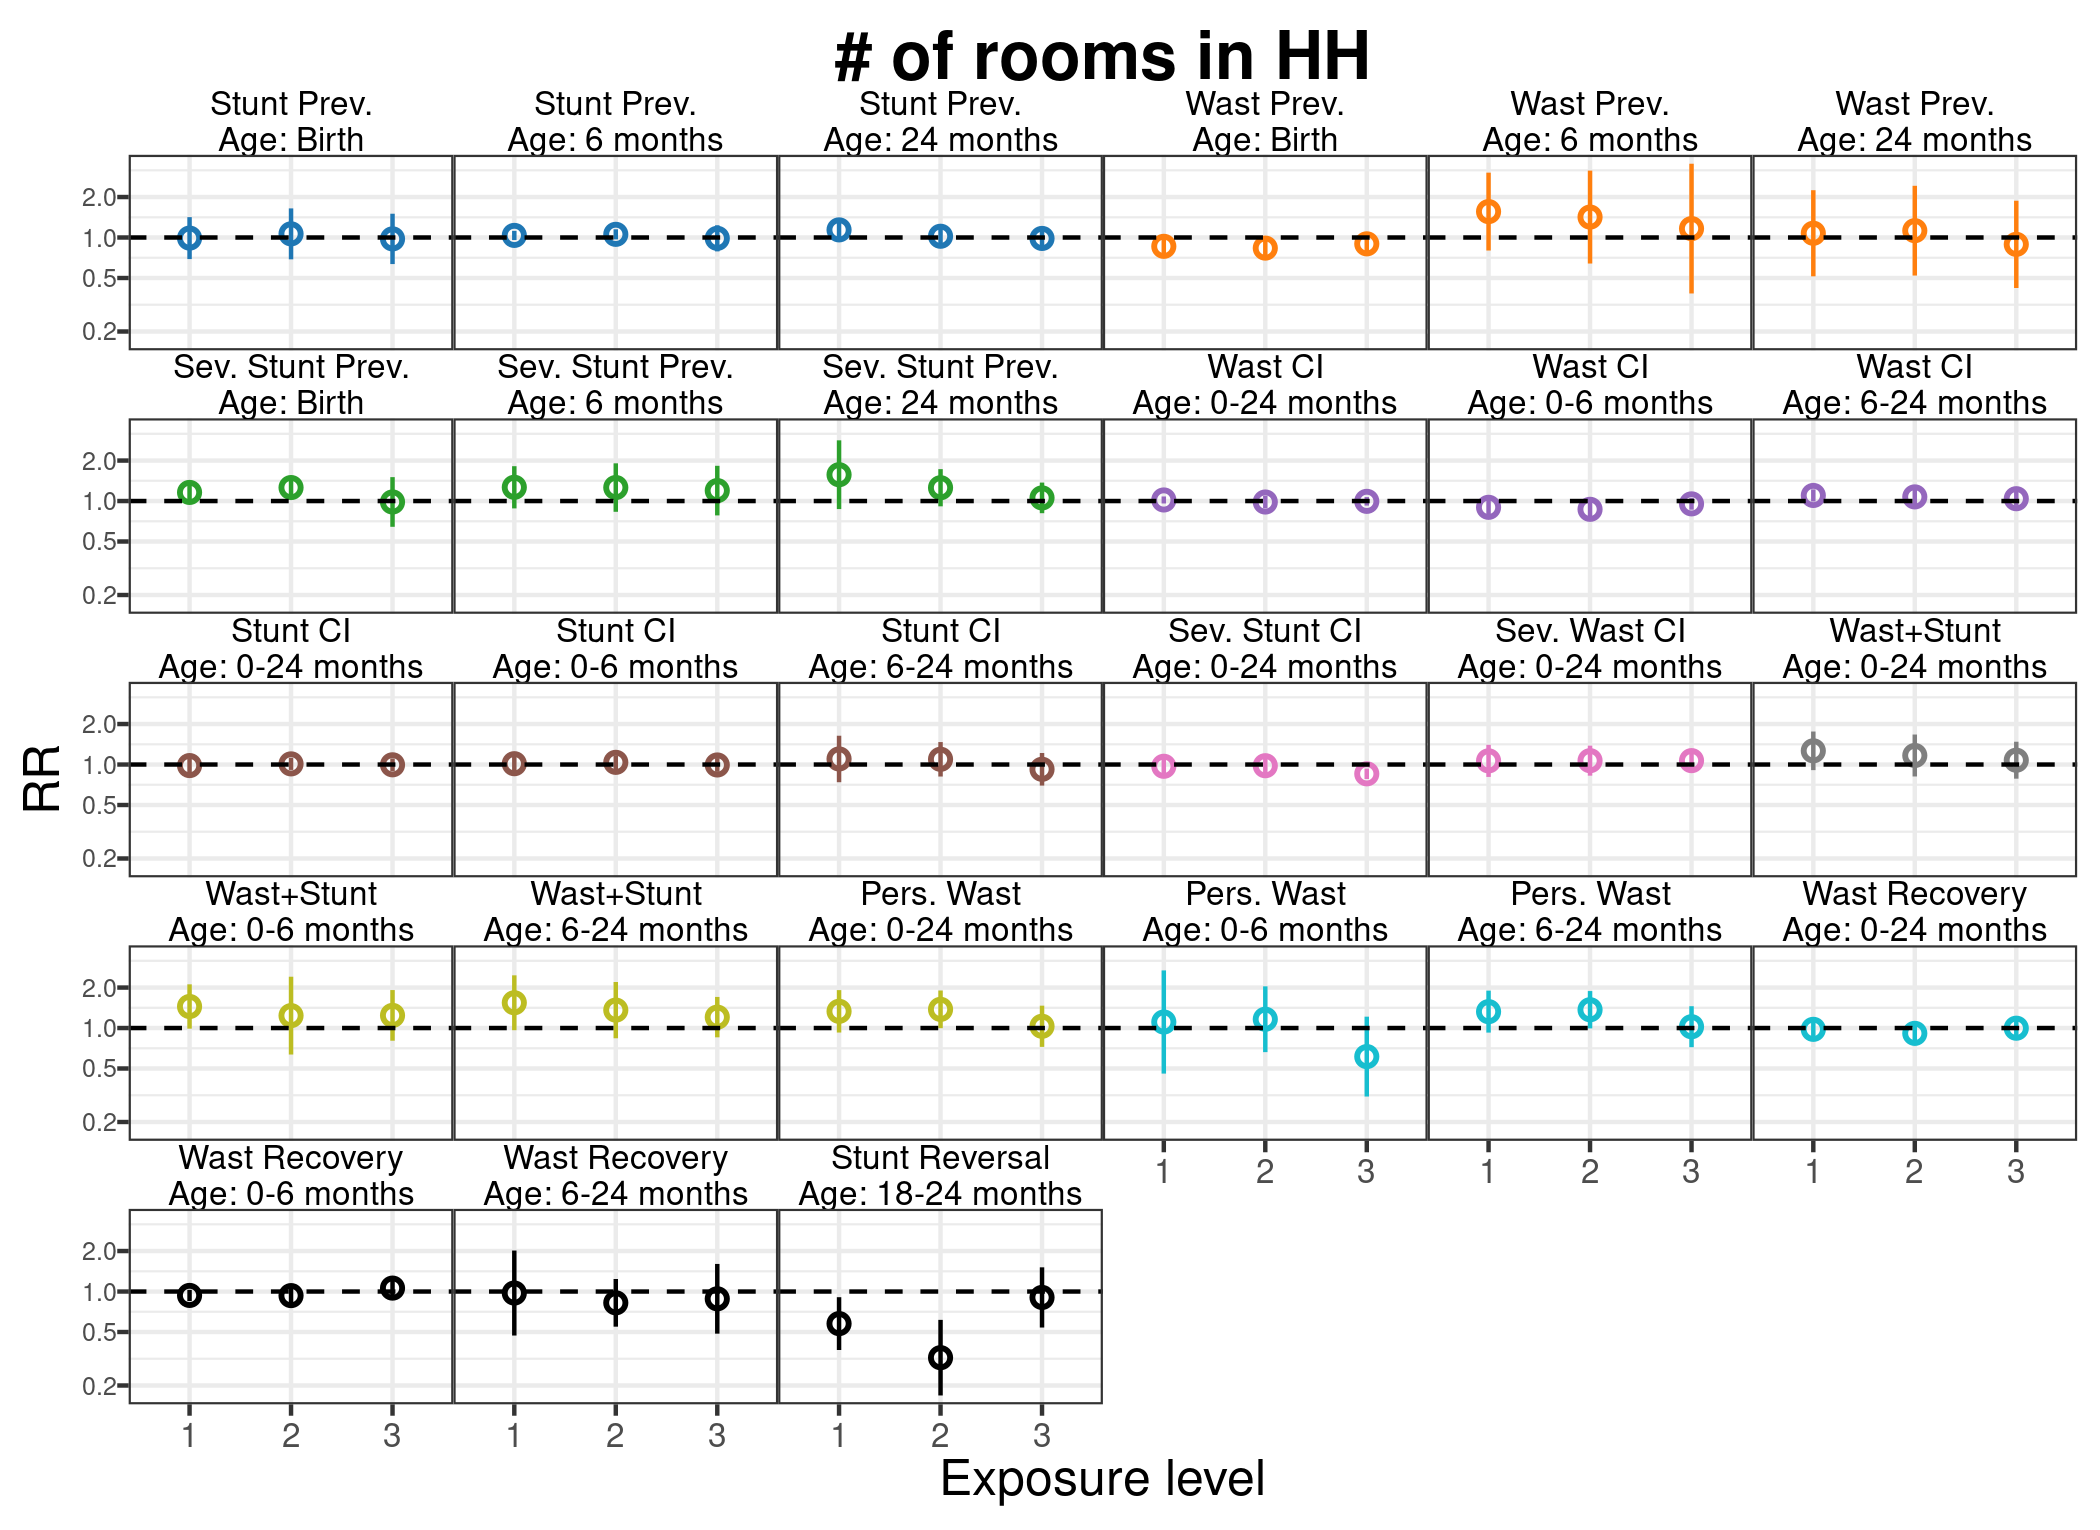 # of rooms in HH
Stunt Prev.
Age: Birth
Stunt Prev.
Age: 6 months
Stunt Prev.
Age: 24 months
Wast Prev.
Age: Birth
Wast Prev.
Age: 6 months
Wast Prev.
Age: 24 months
2.0
1.0
0.5
0.2
Sev. Stunt Prev.
Age: Birth
Sev. Stunt Prev.
Age: 6 months
Sev. Stunt Prev.
Age: 24 months
Wast CI
Age: 0-24 months
Wast CI
Age: 0-6 months
Wast CI
Age: 6-24 months
2.0
1.0
0.5
0.2
Stunt CI
Age: 0-24 months
Stunt CI
Age: 0-6 months
Stunt CI
Age: 6-24 months
Sev. Stunt CI
Age: 0-24 months
Sev. Wast CI
Age: 0-24 months
Wast+Stunt
Age: 0-24 months
2.0
1.0
0.5
0.2
RR
Wast+Stunt
Age: 0-6 months
Wast+Stunt
Age: 6-24 months
Pers. Wast
Age: 0-24 months
Pers. Wast
Age: 0-6 months
Pers. Wast
Age: 6-24 months
Wast Recovery
Age: 0-24 months
2.0
1.0
0.5
0.2
1 2 3
1 2 3
1 2 3
Wast Recovery
Age: 0-6 months
Wast Recovery
Age: 6-24 months
Stunt Reversal
Age: 18-24 months
2.0
1.0
0.5
0.2
1 2 3
1 2 3
1 2 3
Exposure level